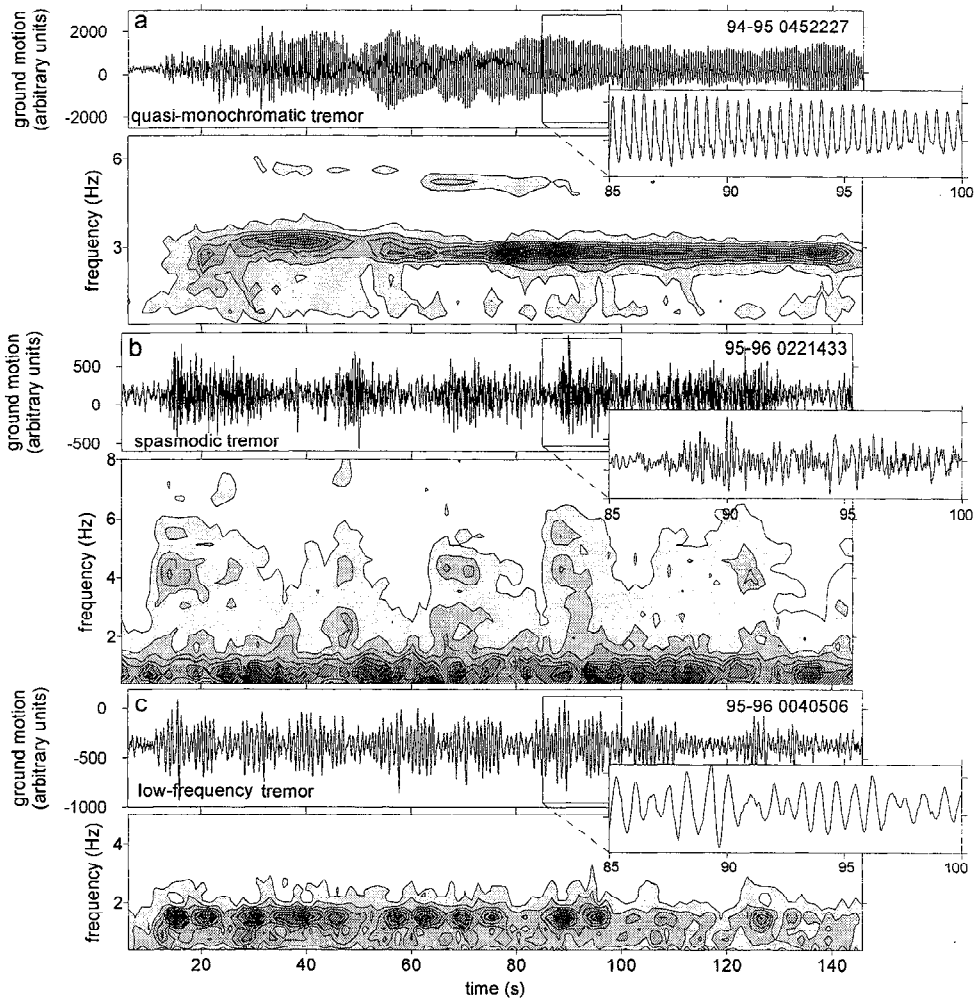 a
94-95 0452227
ground motion
(arbitrary units)
2000
0
-2000
quasi-monochromatic tremor
85
90
95
100
frequency (Hz)
6
3
b
95-96 0221433
ground motion
(arbitrary units)
500
0
-500
spasmodic tremor
85
90
95
100
frequency (Hz)
8
6
4
2
c
95-96 0040506
ground motion
(arbitrary units)
0
-500
-1000
low-frequency tremor
85
90
95
100
frequency (Hz)
4
2
20
40
60
80
100
120
140
time (s)